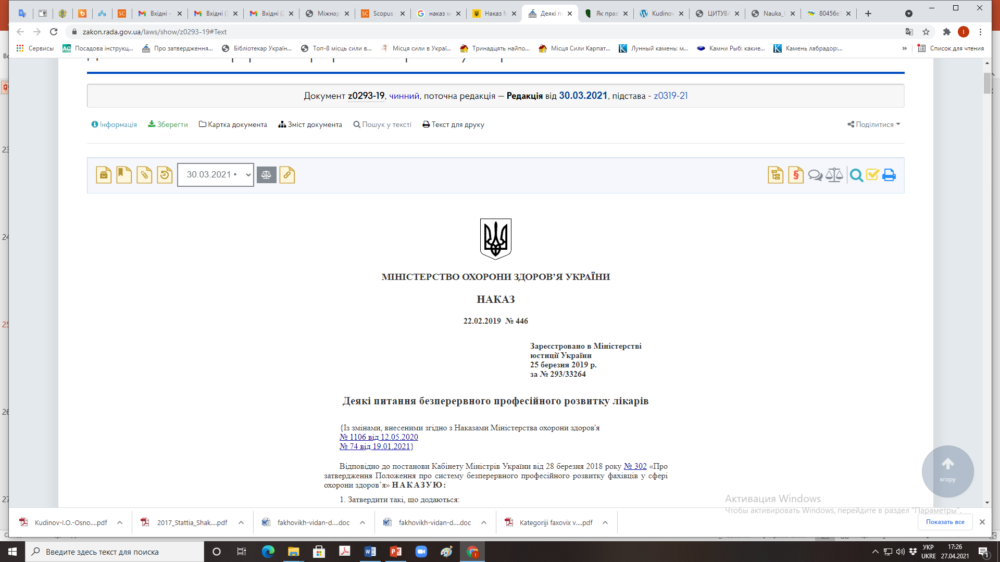 Вхідні -
Вхідні (7
Вхідні (2
Міжнар
Scopus
наказ м
Наказ М
Деякі п
Як прав
Kudinov
ЦИТУВА
Nauka_U
80456e1
zakon.rada.gov.ua/laws/show/z0293-19#Text
Сервисы
Посадова інструкц...
Про затвердження...
Бібліотекар Україн...
Топ-8 місць сили в...
Місця сили в Украї...
Тринадцять найпо...
Місця Сили Карпат...
Лунный камень: м...
Камни Рыб: какие...
Камень лабрадор:...
»
Список для чтения
Документ z0293-19, чинний, поточна редакція — Редакція від 30.03.2021, підстава - z0319-21
Інформація
Зберегти
Картка документа
Зміст документа
Пошук у тексті
Текст для друку
Поділитися
30.03.2021 •
МІНІСТЕРСТВО ОХОРОНИ ЗДОРОВ’Я УКРАЇНИ
НАКАЗ
22.02.2019 № 446
Зареєстровано в Міністерстві
юстиції України
25 березня 2019 р.
за № 293/33264
Деякі питання безперервного професійного розвитку лікарів
{Із змінами, внесеними згідно з Наказами Міністерства охорони здоров'я
№ 1106 від 12.05.2020
№ 74 від 19.01.2021}
Відповідно до постанови Кабінету Міністрів України від 28 березня 2018 року № 302 «Про
затвердження Положення про систему безперервного професійного розвитку фахівців у сфері
охорони здоров’я» НАКАЗУЮ:
1. Затвердити такі, що додаються:
вгору
Активация Windows
Чтобы активировать Windows, перейдите в раздел "Параметры".
Kudinov-I.O.-Osno....pdf
2017_Stattia_Shak....pdf
fakhovikh-vidan-d....doc
fakhovikh-vidan-d....doc
Kategoriji faxovix v....pdf
Показать все
23
24
25
26
27
Введите здесь текст для поиска
УКР
UKRE
17:26
27.04.2021
1